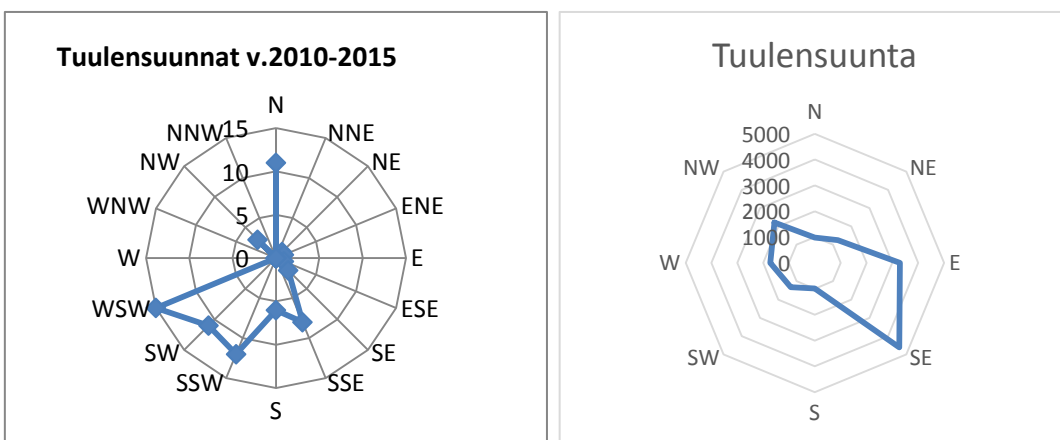 Tuulensuunnat v.2010-2015
N
NNE
NE
ENE
E
ESE
SE
SSE
S
SSW
SW
WSW
W
WNW
NW
NNW
15
10
5
0
Tuulensuunta
N
NE
E
SE
S
SW
W
NW
5000
4000
3000
2000
1000
0